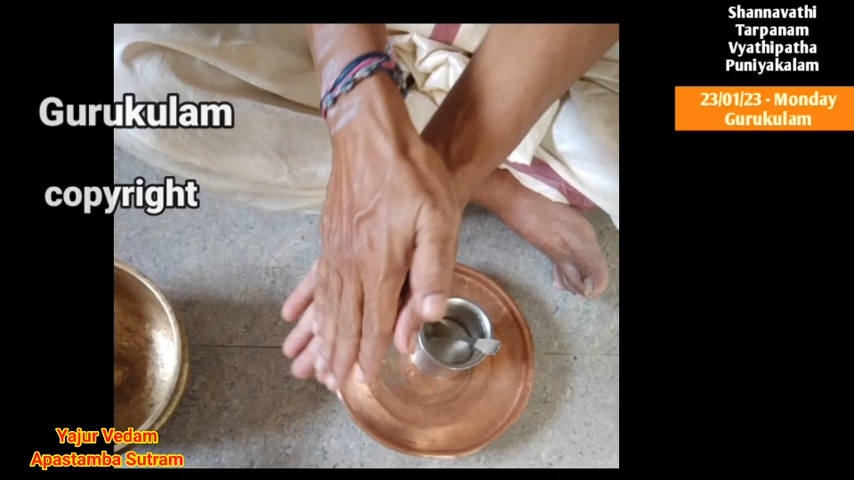 Shannavathi
Tarpanam
Vyathipatha
Puniyakalam
23/01/23 - Monday
Gurukulam
Gurukulam
copyright
Yajur Vedam
Apastamba Sutram